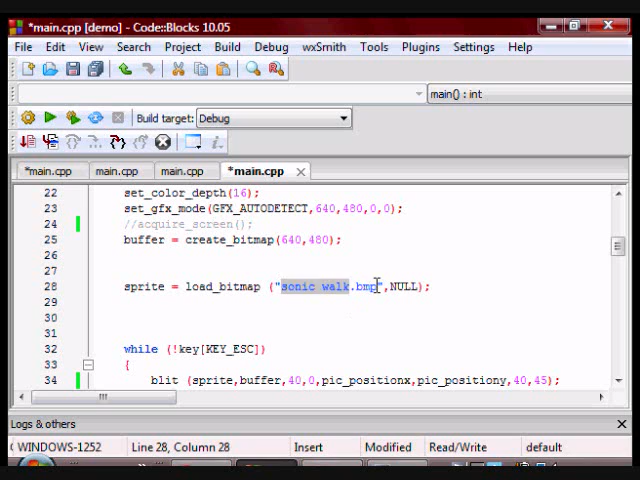 *main.cpp [demo] - Code::Blocks 10.05
File Edit View Search Project Build Debug wxSmith Tools Plugins Settings Help
main() : int
Build target: Debug
*main.cpp main.cpp main.cpp *main.cpp
22 set_color_depth(16);
23 set_gfx_mode(GFX_AUTODETECT,640,480,0,0);
24 //acquire_screen();
25 buffer = create_bitmap(640,480);
26
27
28 sprite = load_bitmap ("sonic walk.bmp",NULL);
29
30
31
32 while (!key[KEY_ESC])
33 {
34 blit (sprite,buffer,40,0,pic_positionx,pic_positiony,40,45);
Logs & others
WINDOWS-1252 Line 28, Column 28 Insert Modified Read/Write default